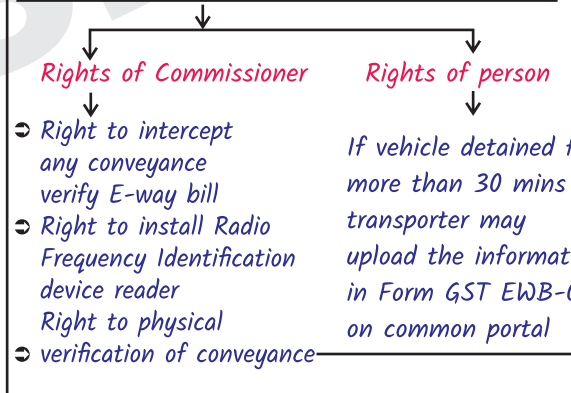 Rights of Commissioner
Right to intercept
any conveyance
verify E-way bill
Right to install Radio
Frequency Identification
device reader
Right to physical
verification of conveyance
Rights of person
If vehicle detained
more than 30 mins
transporter may
upload the
in Form GST
on common portal